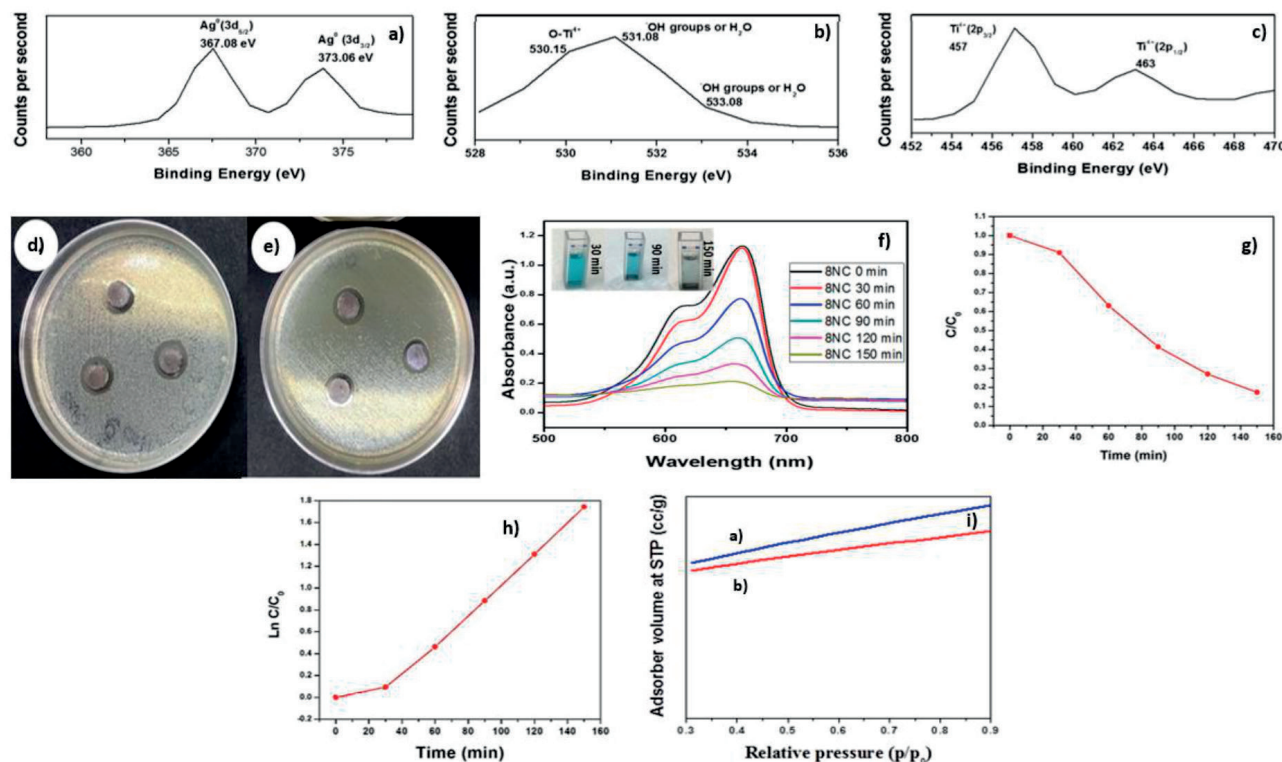 Counts per second
Ag⁰(3d₅/₂)
367.08 eV
Ag⁰ (3d₃/₂)
373.06 eV
a)
360
365
370
375
Binding Energy (eV)
Counts per second
b)
O-Ti⁴⁺
530.15
⁻OH groups or H₂O
531.08
⁻OH groups or H₂O
533.08
528
530
532
534
536
Binding Energy (eV)
Counts per second
c)
Ti⁴⁺(2p₃/₂)
457
Ti⁴⁺(2p₁/₂)
463
452
454
456
458
460
462
464
466
468
470
Binding Energy (eV)
d)
e)
f)
Absorbance (a.u.)
1.2
1.0
0.8
0.6
0.4
0.2
0.0
30 min
90 min
150 min
8NC 0 min
8NC 30 min
8NC 60 min
8NC 90 min
8NC 120 min
8NC 150 min
500
600
700
800
Wavelength (nm)
g)
C/C₀
1.1
1.0
0.9
0.8
0.7
0.6
0.5
0.4
0.3
0.2
0.1
0.0
0
20
40
60
80
100
120
140
160
Time (min)
h)
Ln C/C₀
1.8
1.6
1.4
1.2
1.0
0.8
0.6
0.4
0.2
0.0
-0.2
0
20
40
60
80
100
120
140
160
Time (min)
i)
Adsorber volume at STP (cc/g)
a)
b)
0.3
0.4
0.5
0.6
0.7
0.8
0.9
Relative pressure (p/p₀)